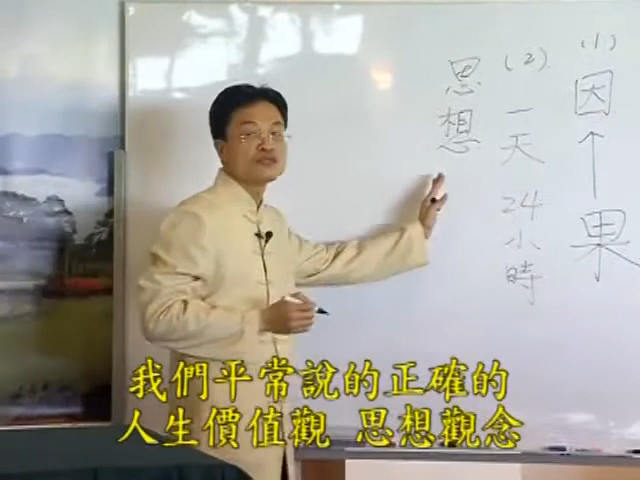 (1)
因↑果
(2)
一天24小時
思想
我們平常說的正確的
人生價值觀 思想觀念